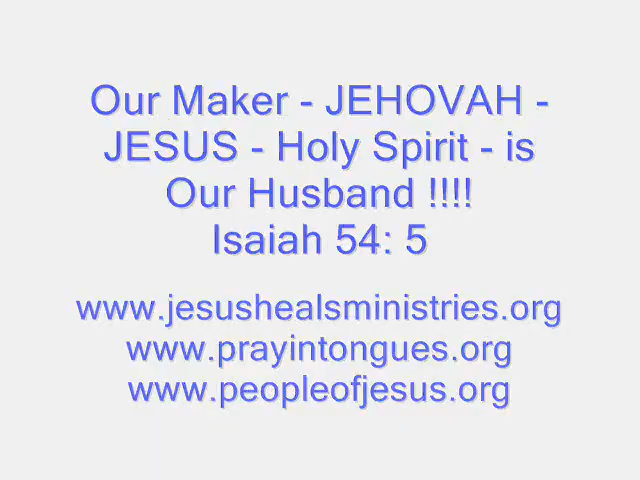 Our Maker - JEHOVAH -
JESUS - Holy Spirit - is
Our Husband !!!!
Isaiah 54: 5
www.jesushealsministries.org
www.prayintongues.org
www.peopleofjesus.org